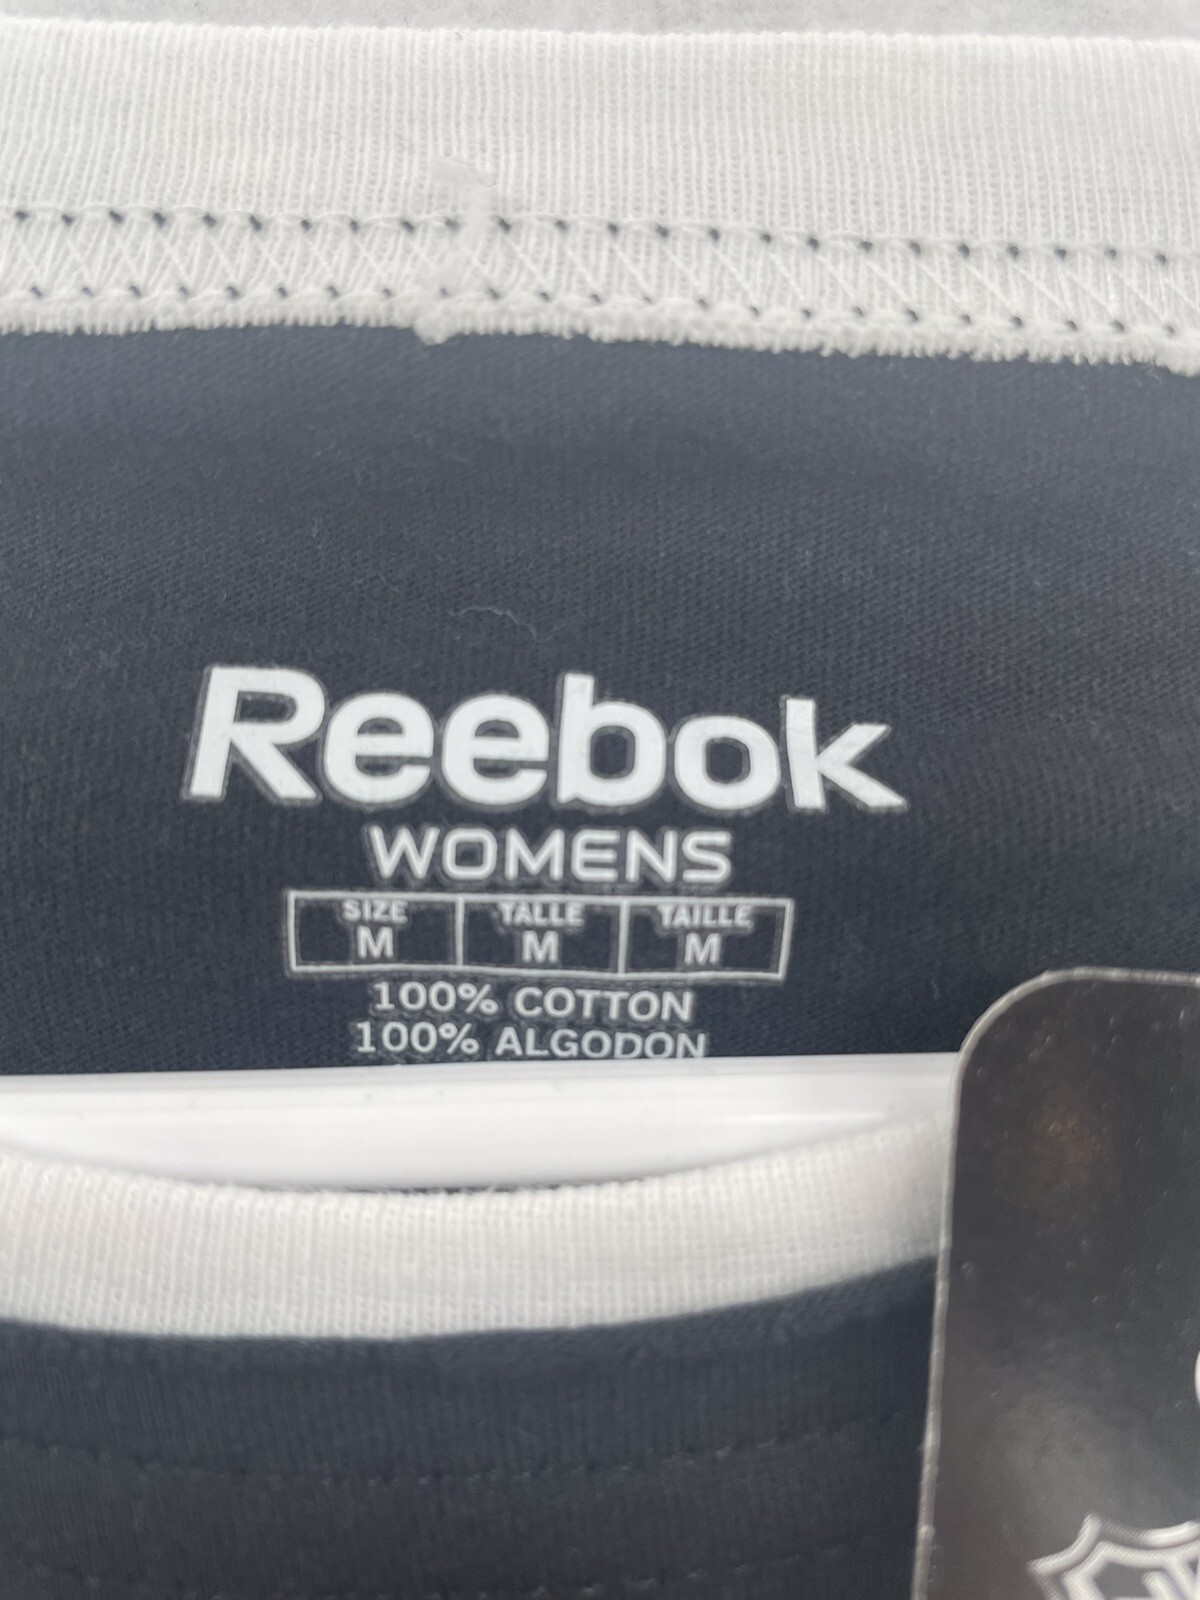 Reebok
WOMENS
SIZE TALLE TAILLE
M M M
100% COTTON
100% ALGODON